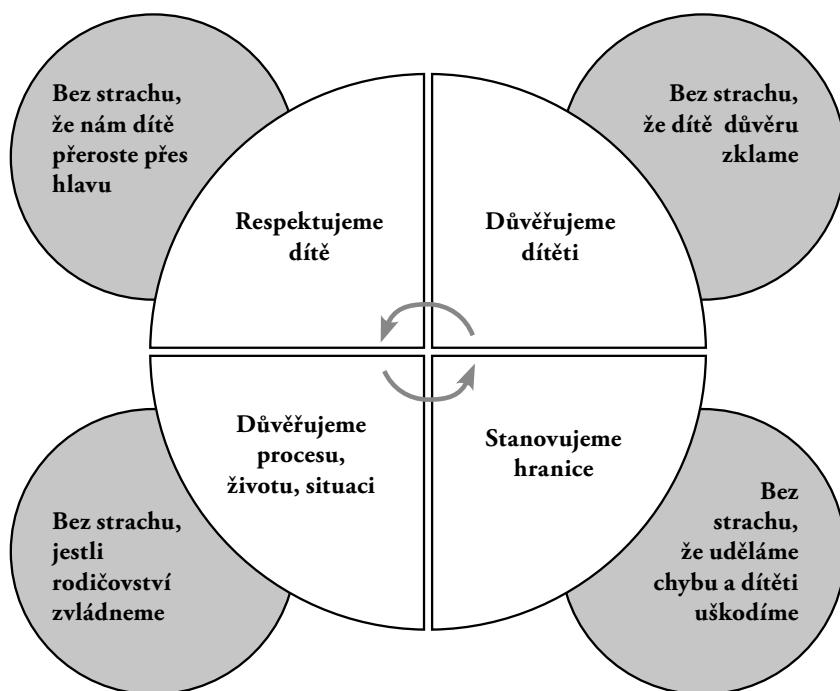 Bez strachu,
že nám dítě
přeroste přes
hlavu
Bez strachu,
že dítě důvěru
zklame
Respektujeme
dítě
Důvěřujeme
dítěti
Důvěřujeme
procesu,
životu, situaci
Stanovujeme
hranice
Bez strachu,
jestli
rodičovství
zvládneme
Bez
strachu,
že uděláme
chybu a dítěti
uškodíme